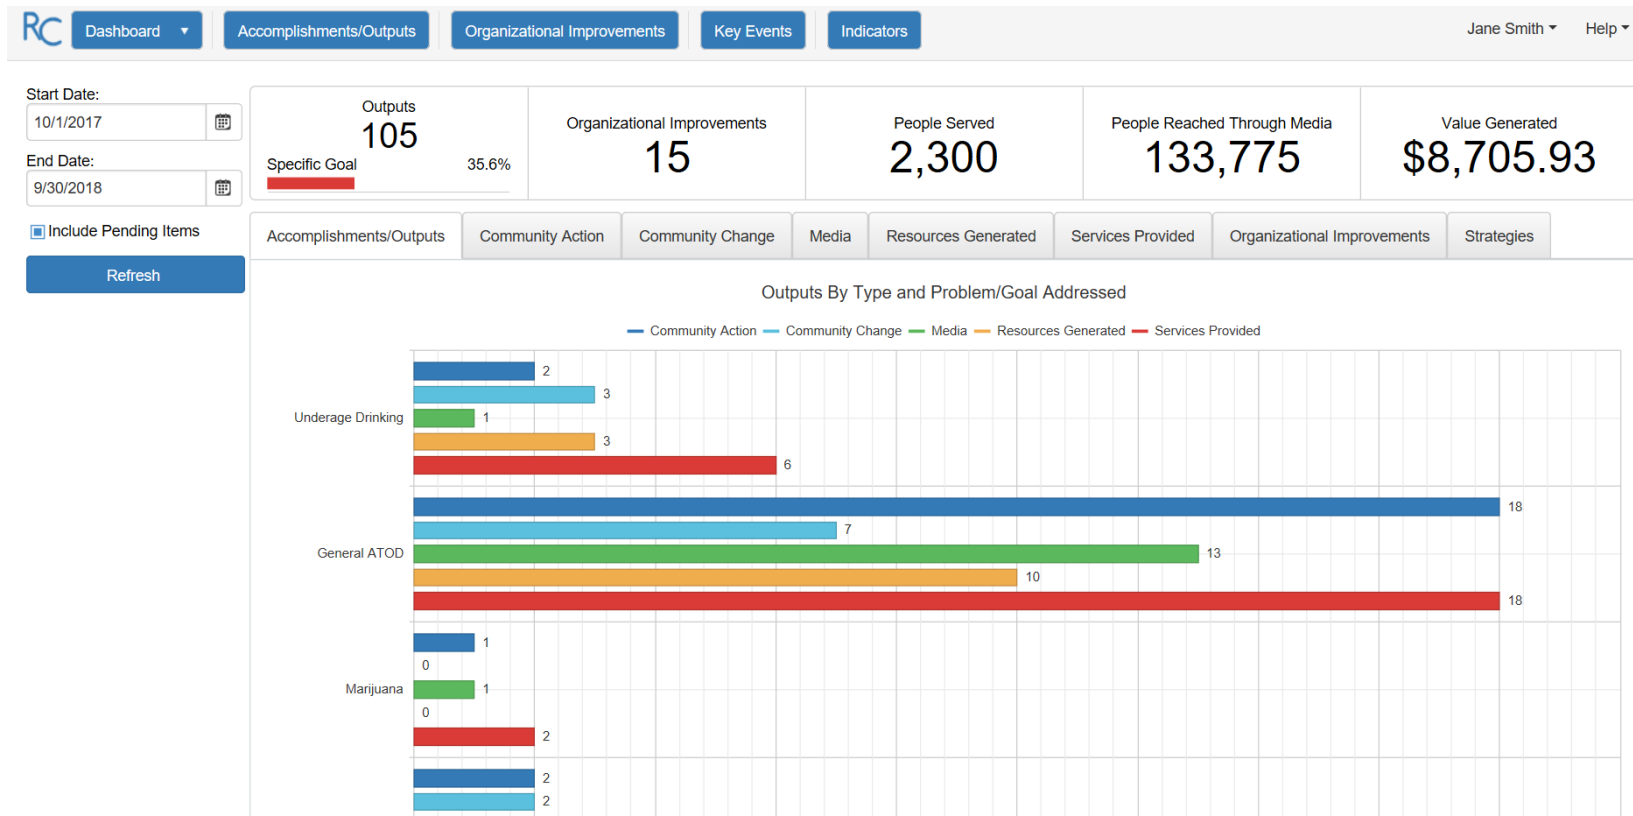 RC Dashboard Accomplishments/Outputs Organizational Improvements Key Events Indicators Jane Smith Help
Start Date:
10/1/2017
End Date:
9/30/2018
Include Pending Items
Refresh
Outputs
105
Specific Goal 35.6%
Organizational Improvements
15
People Served
2,300
People Reached Through Media
133,775
Value Generated
$8,705.93
Accomplishments/Outputs Community Action Community Change Media Resources Generated Services Provided Organizational Improvements Strategies
Outputs By Type and Problem/Goal Addressed
Community Action Community Change Media Resources Generated Services Provided
2
3
Underage Drinking 1
3
6
18
7
General ATOD 13
10
18
1
0
Marijuana 1
0
2
2
2